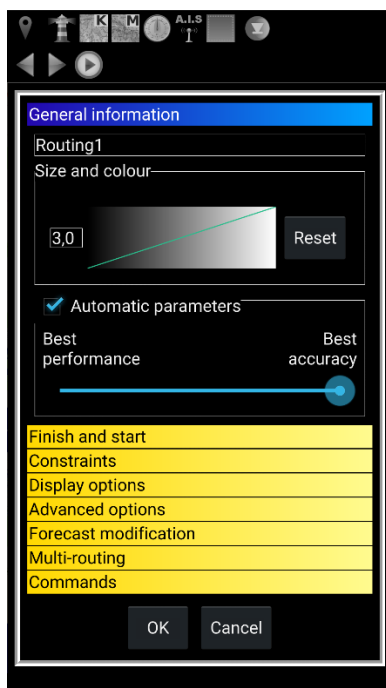 K M A.I.S
General information
Routing1
Size and colour
3,0
Reset
Automatic parameters
Best Best
performance accuracy
Finish and start
Constraints
Display options
Advanced options
Forecast modification
Multi-routing
Commands
OK Cancel